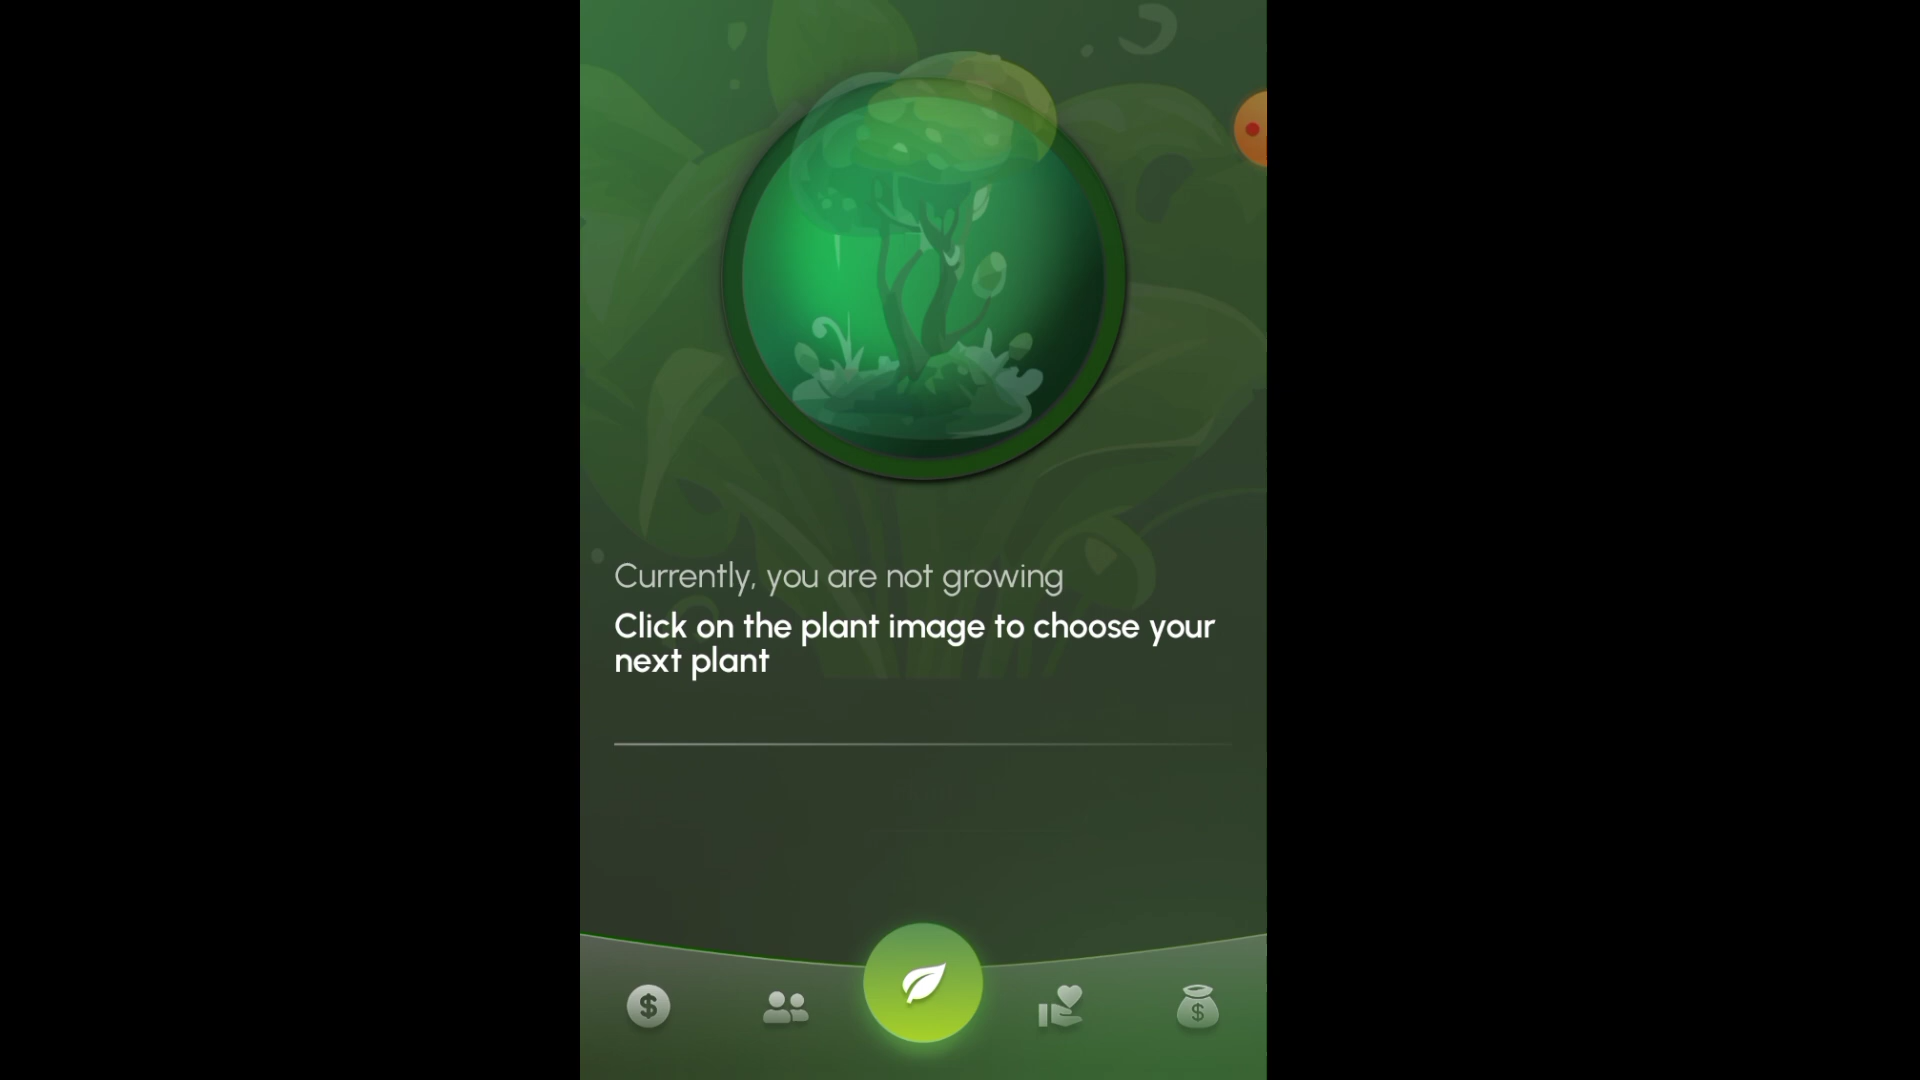 Currently, you are not growing
Click on the plant image to choose your
next plant
$
$